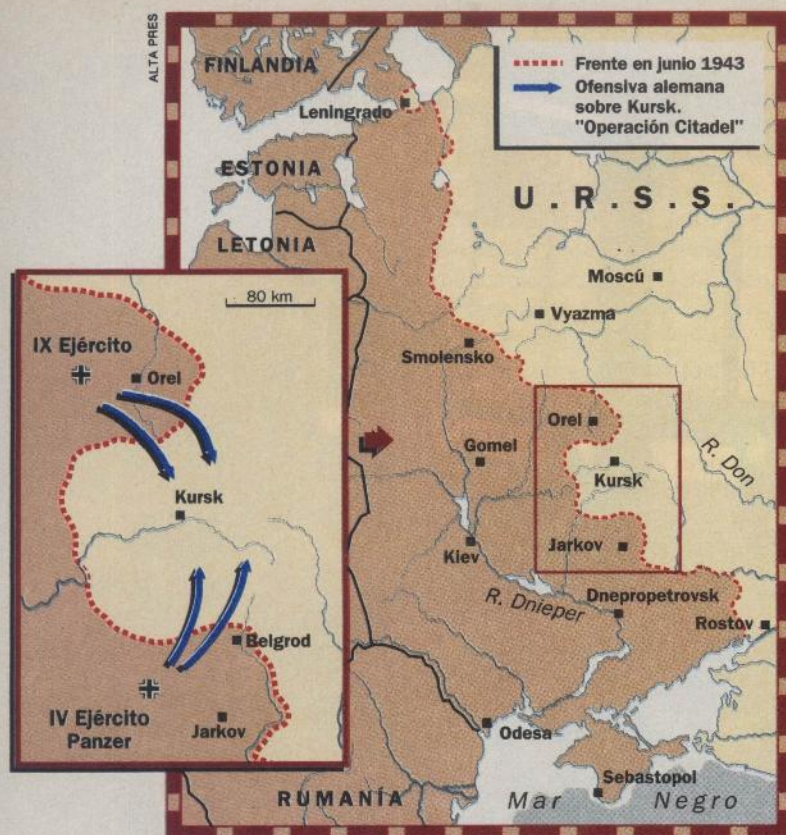 ALTA PRES
FINLANDIA
Leningrado
ESTONIA
LETONIA
Frente en junio 1943
Ofensiva alemana
sobre Kursk.
"Operación Citadel"
U.R.S.S.
Moscú
Vyazma
Smolensko
Orel
Gomel
Kursk
R. Don
Kiev
Jarkov
R. Dnieper
Dnepropetrovsk
Rostov
Odesa
Sebastopol
RUMANÍA
Mar Negro
80 km
IX Ejército
Orel
Kursk
Belgrod
IV Ejército
Panzer
Jarkov